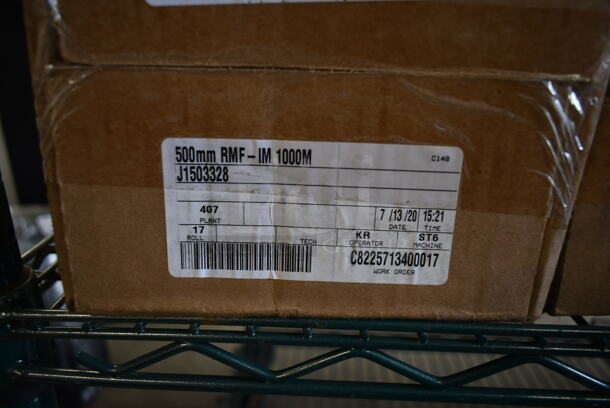 500mm RMF-IM 1000M
C148
J1503328
407
7 /13 /20 15:21
PLANT
DATE TIME
17
KR ST6
ROLL TECH OPERATOR MACHINE
C8225713400017
WORK ORDER